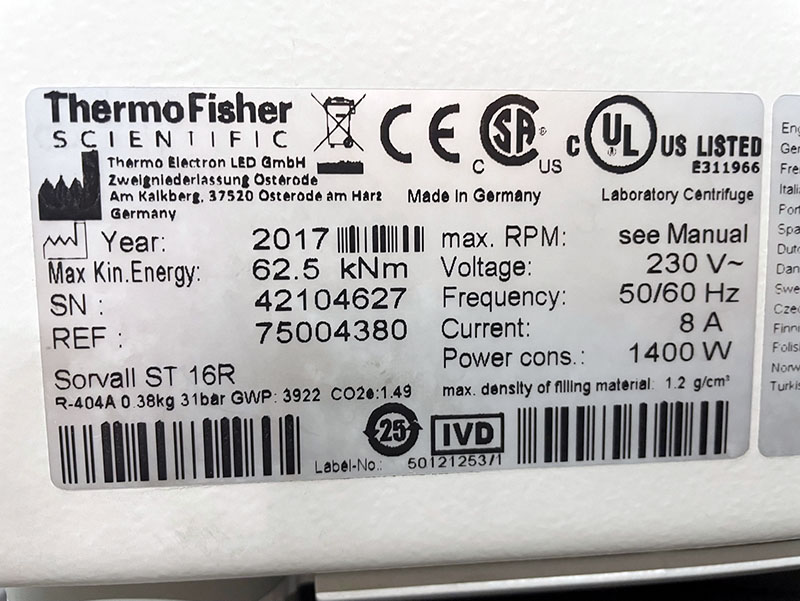 ThermoFisher
SCIENTIFIC
CE
SA
C US
C UL US LISTED
E311966
Thermo Electron LED GmbH
Zweigniederlassung Osterode
Am Kalkberg, 37520 Osterode am Harz
Germany
Made in Germany
Laboratory Centrifuge
Year: 2017
Max Kin.Energy: 62.5 kNm
SN : 42104627
REF : 75004380
Sorvall ST 16R
R-404A 0.38kg 31bar GWP: 3922 CO2e:1.49
max. RPM: see Manual
Voltage: 230 V~
Frequency: 50/60 Hz
Current: 8 A
Power cons.: 1400 W
max. density of filling material: 1.2 g/cm³
25
IVD
Label-No.: 50121253/1